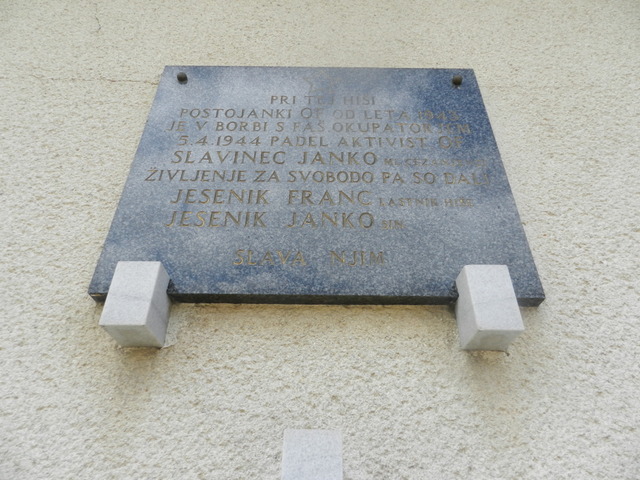 PRI TEJ HIŠI
POSTOJANKI OF OD LETA
JE V BORBI S FAŠ. OKUPATORJEM
5.4.1944 PADEL AKTIVIST OF
SLAVINEC JANKO
ŽIVLJENJE ZA SVOBODO PA SO DALI
JESENIK FRANC LASTNIK HIŠE
JESENIK JANKO SIN
SLAVA NJIM